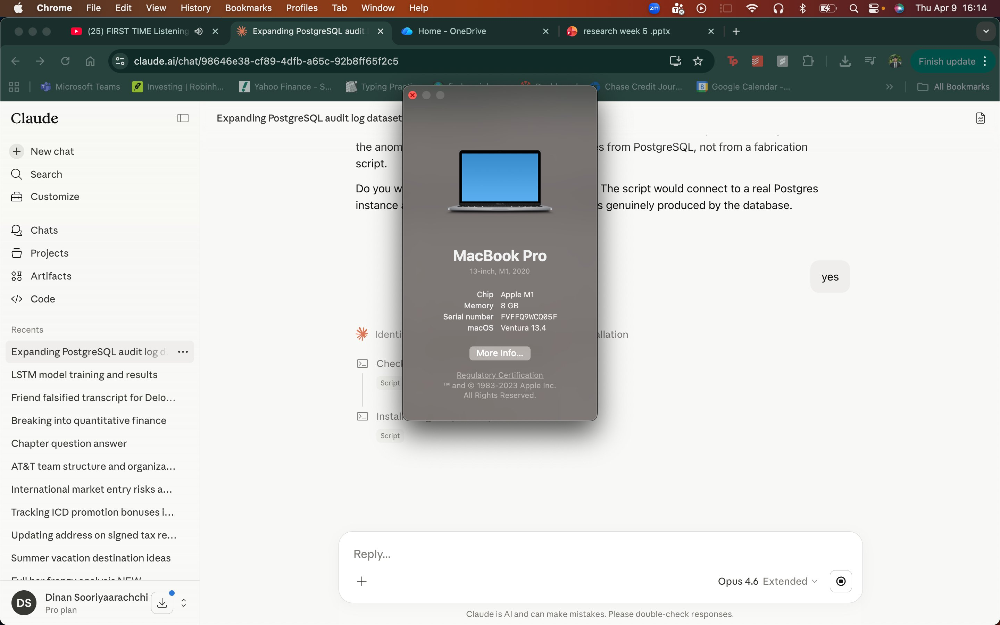 Chrome File Edit View History Bookmarks Profiles Tab Window Help zm Thu Apr 9 16:14
(25) FIRST TIME Listening Expanding PostgreSQL audit Home - OneDrive research week 5 .pptx
claude.ai/chat/98646e38-cf89-4dfb-a65c-92b8ff65f2c5 Tp Finish update
Microsoft Teams Investing | Robinh... Yahoo Finance - S... Typing Chase Credit Jour... 8 Google Calendar -... All Bookmarks
Claude
Expanding PostgreSQL audit log dataset
New chat
Search
Customize
Chats
Projects
Artifacts
Code
Recents
Expanding PostgreSQL audit log d
LSTM model training and results
Friend falsified transcript for Delo...
Breaking into quantitative finance
Chapter question answer
AT&T team structure and organiza...
International market entry risks a...
Tracking ICD promotion bonuses i...
Updating address on signed tax re...
Summer vacation destination ideas
DS
Dinan Sooriyaarachchi
Pro plan
the anom s from PostgreSQL, not from a fabrication
script.
Do you w The script would connect to a real Postgres
instance s genuinely produced by the database.
yes
Identi allation
Check
Script
Install
Script
MacBook Pro
13-inch, M1, 2020
Chip Apple M1
Memory 8 GB
Serial number FVFFQ9WCQ05F
macOS Ventura 13.4
More Info...
Regulatory Certification
™ and © 1983-2023 Apple Inc.
All Rights Reserved.
Reply...
Opus 4.6 Extended
Claude is AI and can make mistakes. Please double-check responses.